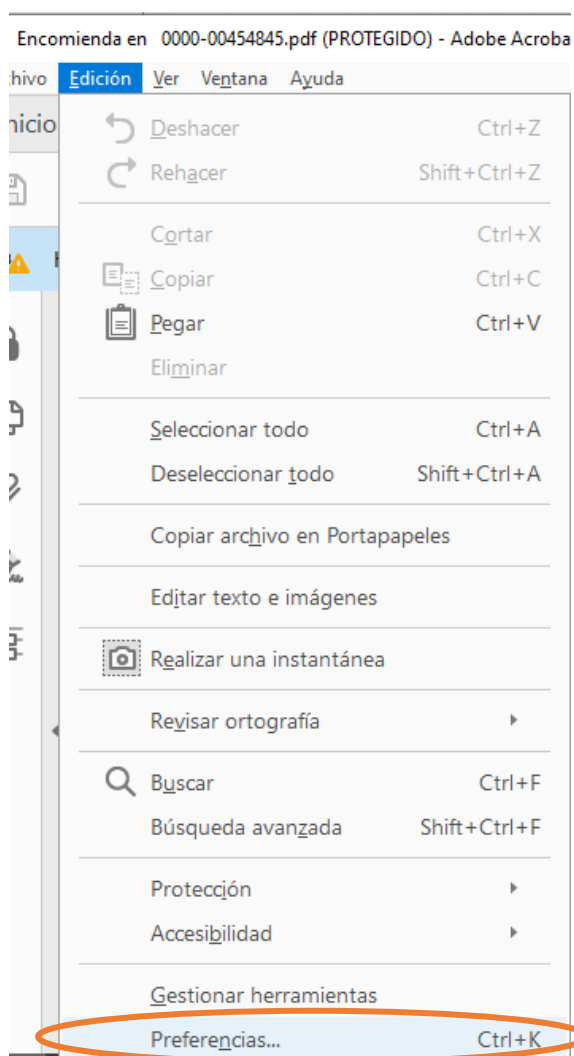 Encomienda en 0000-00454845.pdf (PROTEGIDO) - Adobe Acroba
hivo Edición Ver Ventana Ayuda
nicio
Deshacer Ctrl+Z
Rehacer Shift+Ctrl+Z
Cortar Ctrl+X
Copiar Ctrl+C
Pegar Ctrl+V
Eliminar
Seleccionar todo Ctrl+A
Deseleccionar todo Shift+Ctrl+A
Copiar archivo en Portapapeles
Editar texto e imágenes
Realizar una instantánea
Revisar ortografía
Buscar Ctrl+F
Búsqueda avanzada Shift+Ctrl+F
Protección
Accesibilidad
Gestionar herramientas
Preferencias... Ctrl+K